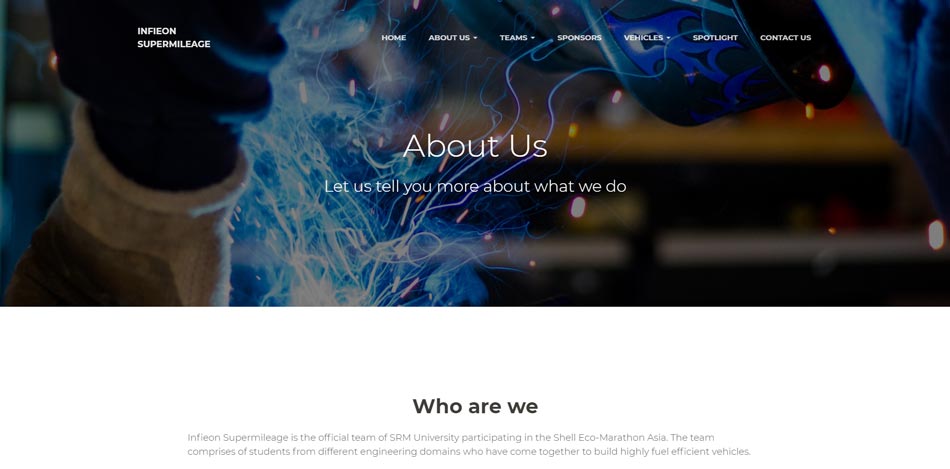 INFIEON
SUPERMILEAGE
HOME ABOUT US TEAMS SPONSORS VEHICLES SPOTLIGHT CONTACT US
About Us
Let us tell you more about what we do
Who are we
Infieon Supermileage is the official team of SRM University participating in the Shell Eco-Marathon Asia. The team
comprises of students from different engineering domains who have come together to build highly fuel efficient vehicles.